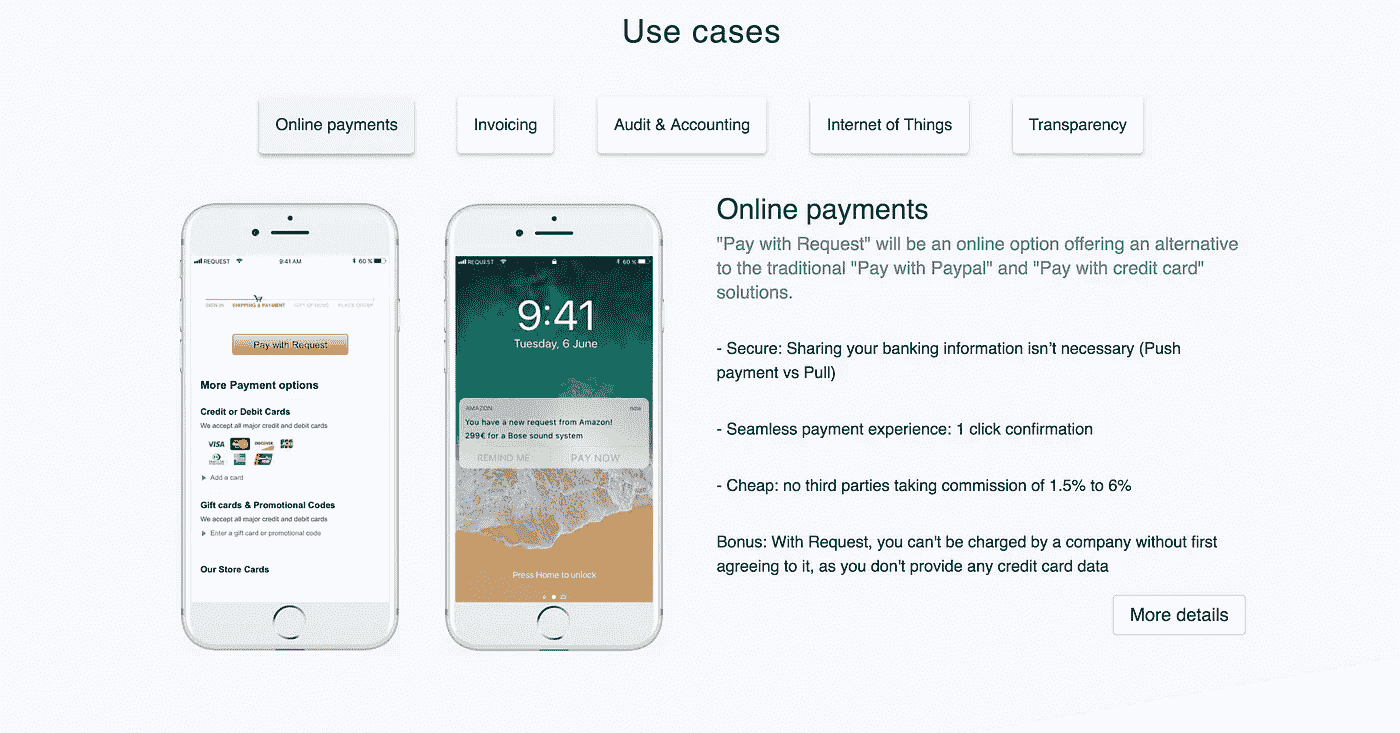 Use cases
Online payments
Invoicing
Audit & Accounting
Internet of Things
Transparency
REQUEST
9:41 AM
60 %
SIGN IN
SHIPPING & PAYMENT
GIFT OPTIONS
PLACE ORDER
Pay with Request
More Payment options
Credit or Debit Cards
We accept all major credit and debit cards
VISA
DISCOVER
Add a card
Gift cards & Promotional Codes
We accept all major credit and debit cards
Enter a gift card or promotional code
Our Store Cards
REQUEST
60 %
9:41
Tuesday, 6 June
AMAZON
now
You have a new request from Amazon!
299€ for a Bose sound system
REMIND ME
PAY NOW
Press Home to unlock
Online payments
"Pay with Request" will be an online option offering an alternative
to the traditional "Pay with Paypal" and "Pay with credit card"
solutions.
- Secure: Sharing your banking information isn’t necessary (Push
payment vs Pull)
- Seamless payment experience: 1 click confirmation
- Cheap: no third parties taking commission of 1.5% to 6%
Bonus: With Request, you can't be charged by a company without first
agreeing to it, as you don't provide any credit card data
More details